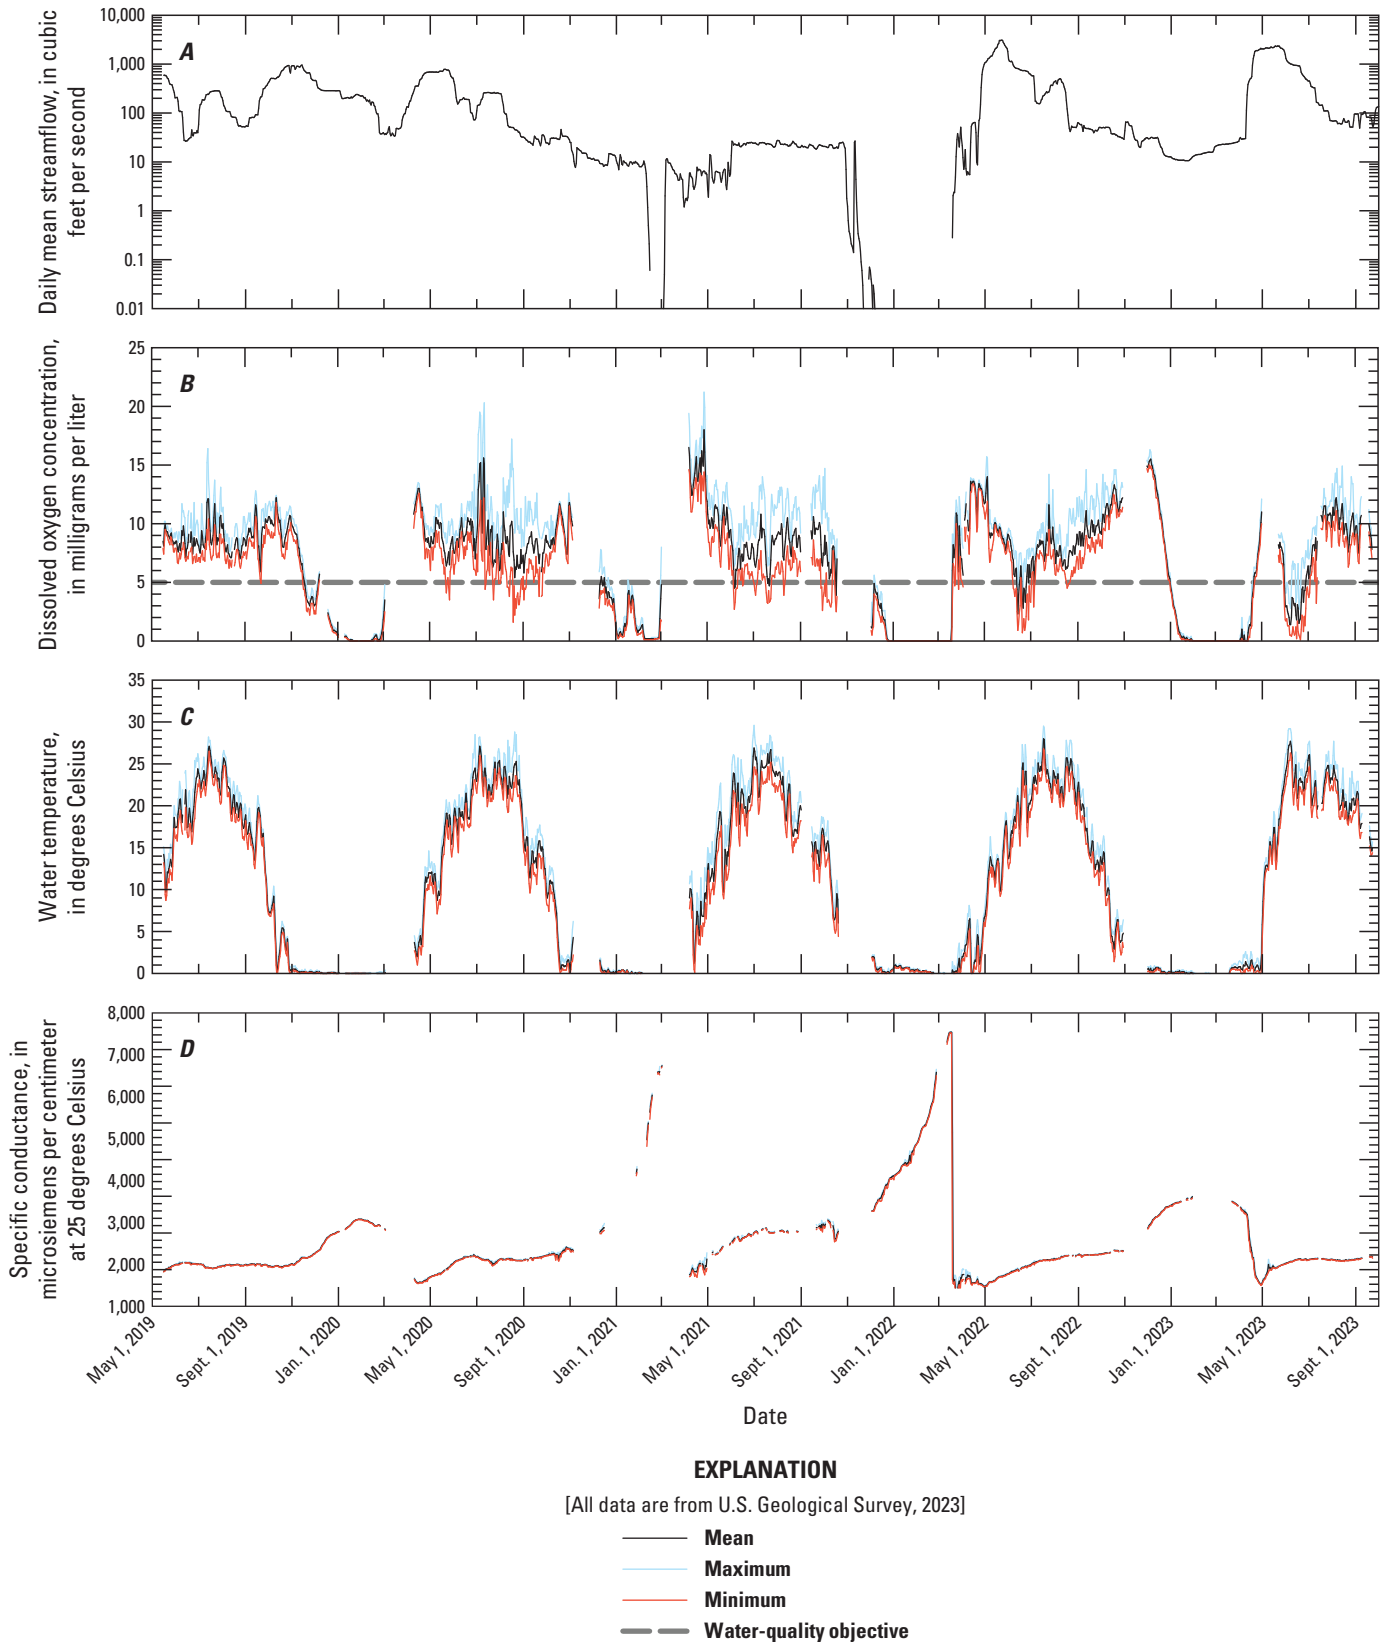 Daily mean streamflow, in cubic
feet per second
A
10,000
1,000
100
10
1
0.1
0.01
Dissolved oxygen concentration,
in milligrams per liter
B
25
20
15
10
5
0
Water temperature,
in degrees Celsius
C
35
30
25
20
15
10
5
0
Specific conductance, in
microsiemens per centimeter
at 25 degrees Celsius
D
8,000
7,000
6,000
5,000
4,000
3,000
2,000
1,000
May 1, 2019
Sept. 1, 2019
Jan. 1, 2020
May 1, 2020
Sept. 1, 2020
Jan. 1, 2021
May 1, 2021
Sept. 1, 2021
Jan. 1, 2022
May 1, 2022
Sept. 1, 2022
Jan. 1, 2023
May 1, 2023
Sept. 1, 2023
Date
EXPLANATION
[All data are from U.S. Geological Survey, 2023]
Mean
Maximum
Minimum
Water-quality objective